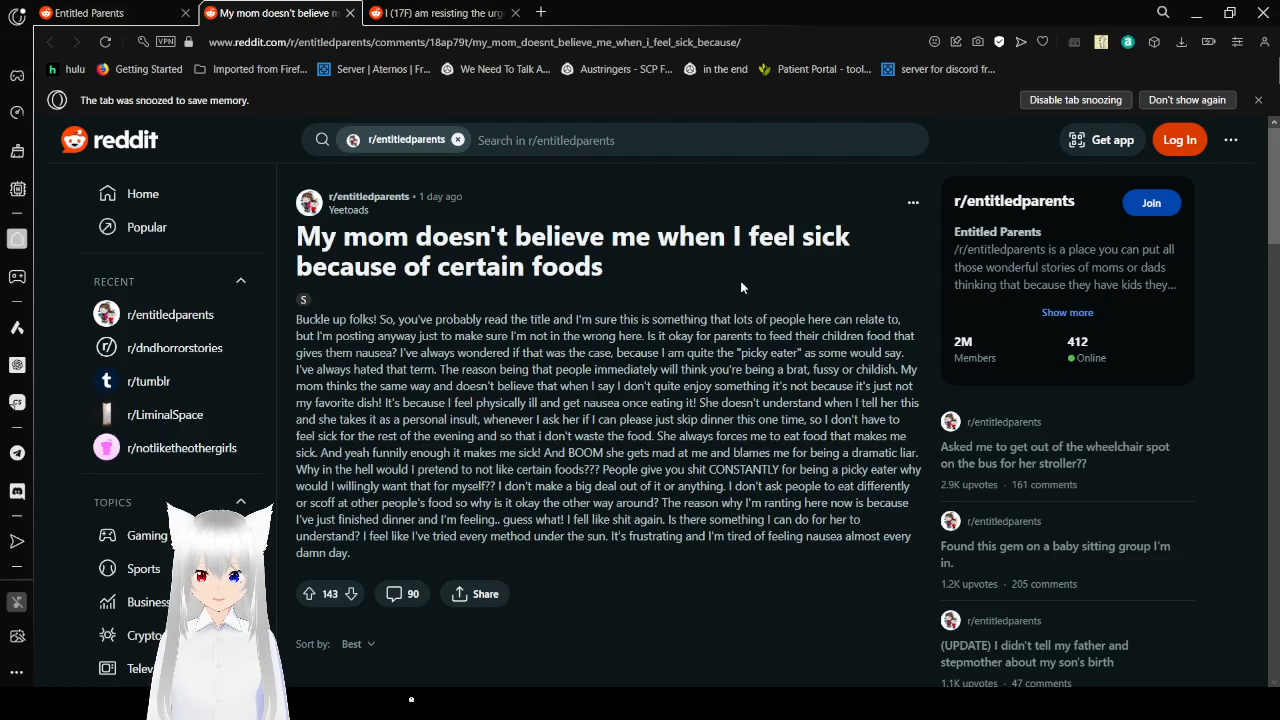 Entitled Parents
My mom doesn't believe m
I (17F) am resisting the urg
VPN
www.reddit.com/r/entitledparents/comments/18ap79t/my_mom_doesnt_believe_me_when_i_feel_sick_because/
hulu
Getting Started
Imported from Firef...
Server | Aternos | Fr...
We Need To Talk A...
Austringers - SCP F...
in the end
Patient Portal - tool...
server for discord fr...
The tab was snoozed to save memory.
Disable tab snoozing
Don't show again
reddit
r/entitledparents
Search in r/entitledparents
Get app
Log In
Home
Popular
RECENT
r/entitledparents
r/dndhorrorstories
r/tumblr
r/LiminalSpace
r/notliketheothergirls
TOPICS
Gaming
Sports
Business
Crypto
Telev
r/entitledparents • 1 day ago
Yeetoads
My mom doesn't believe me when I feel sick
because of certain foods
S
Buckle up folks! So, you've probably read the title and I'm sure this is something that lots of people here can relate to,
but I'm posting anyway just to make sure I'm not in the wrong here. Is it okay for parents to feed their children food that
gives them nausea? I've always wondered if that was the case, because I am quite the "picky eater" as some would say.
I've always hated that term. The reason being that people immediately will think you're being a brat, fussy or childish. My
mom thinks the same way and doesn't believe that when I say I don't quite enjoy something it's not because it's just not
my favorite dish! It's because I feel physically ill and get nausea once eating it! She doesn't understand when I tell her this
and she takes it as a personal insult, whenever I ask her if I can please just skip dinner this one time, so I don't have to
feel sick for the rest of the evening and so that i don't waste the food. She always forces me to eat food that makes me
sick. And yeah funnily enough it makes me sick! And BOOM she gets mad at me and blames me for being a dramatic liar.
Why in the hell would I pretend to not like certain foods??? People give you shit CONSTANTLY for being a picky eater why
would I willingly want that for myself?? I don't make a big deal out of it or anything. I don't ask people to eat differently
or scoff at other people's food so why is it okay the other way around? The reason why I'm ranting here now is because
I've just finished dinner and I'm feeling.. guess what! I fell like shit again. Is there something I can do for her to
understand? I feel like I've tried every method under the sun. It's frustrating and I'm tired of feeling nausea almost every
damn day.
143
90
Share
Sort by: Best
r/entitledparents
Join
Entitled Parents
/r/entitledparents is a place you can put all
those wonderful stories of moms or dads
thinking that because they have kids they...
Show more
2M
412
Members
Online
r/entitledparents
Asked me to get out of the wheelchair spot
on the bus for her stroller??
2.9K upvotes • 161 comments
r/entitledparents
Found this gem on a baby sitting group I'm
in.
1.2K upvotes • 205 comments
r/entitledparents
(UPDATE) I didn't tell my father and
stepmother about my son's birth
1.1K upvotes • 47 comments